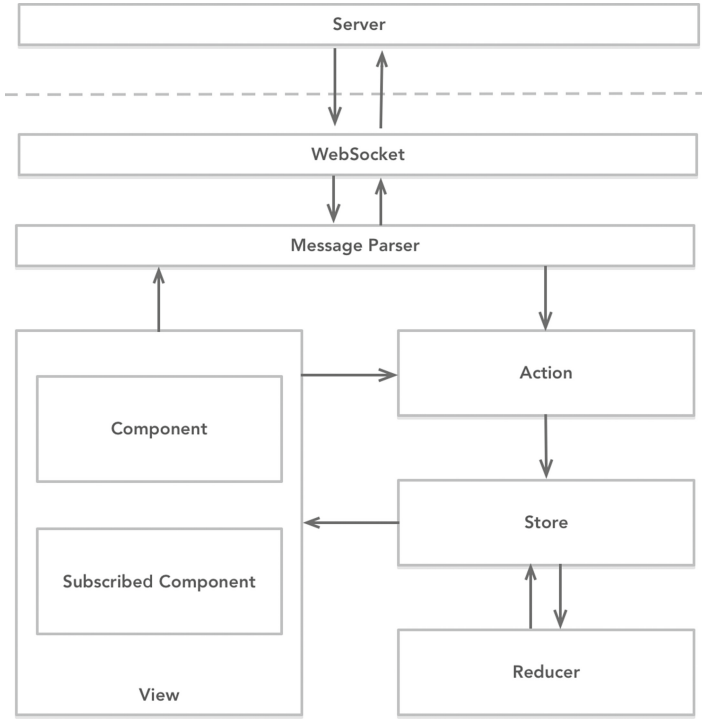 Server
WebSocket
Message Parser
Component
Subscribed Component
View
Action
Store
Reducer